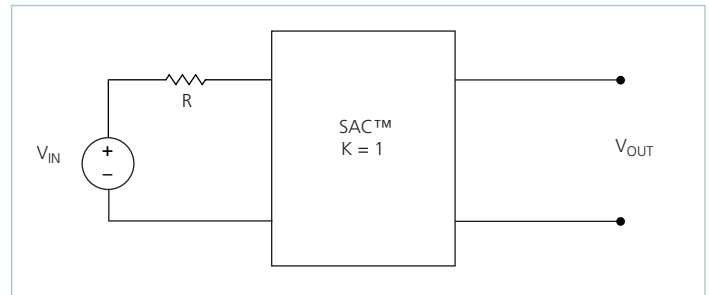 R
SAC™
K = 1
V_IN
+
–
V_OUT